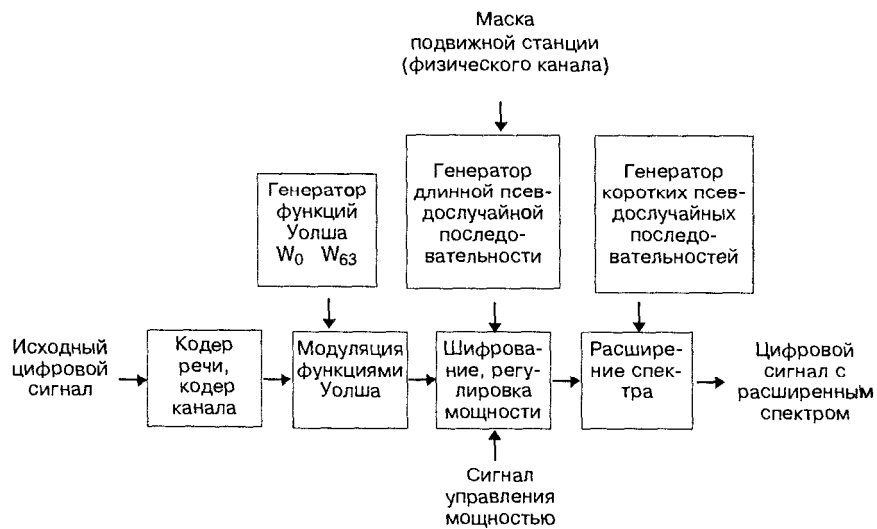 Маска
подвижной станции
(физического канала)
Генератор
функций
Уолша
W0 W63
Генератор
длинной псев-
дослучайной
последо-
вательности
Генератор
коротких псев-
дослучайных
последо-
вательностей
Исходный
цифровой
сигнал
Кодер
речи,
кодер
канала
Модуляция
функциями
Уолша
Шифрова-
ние, регу-
лировка
мощности
Расшире-
ние спек-
тра
Цифровой
сигнал с
расширенным
спектром
Сигнал
управления
мощностью